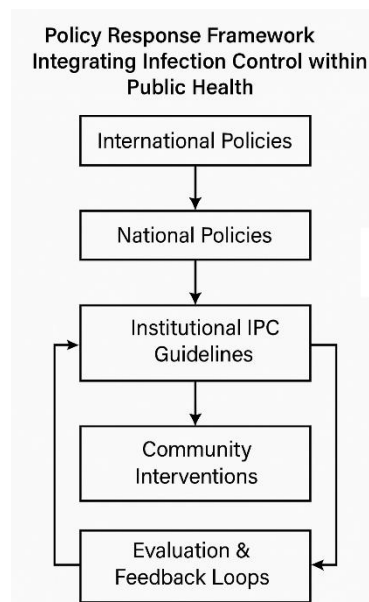 Policy Response Framework
Integrating Infection Control within
Public Health
International Policies
National Policies
Institutional IPC
Guidelines
Community
Interventions
Evaluation &
Feedback Loops